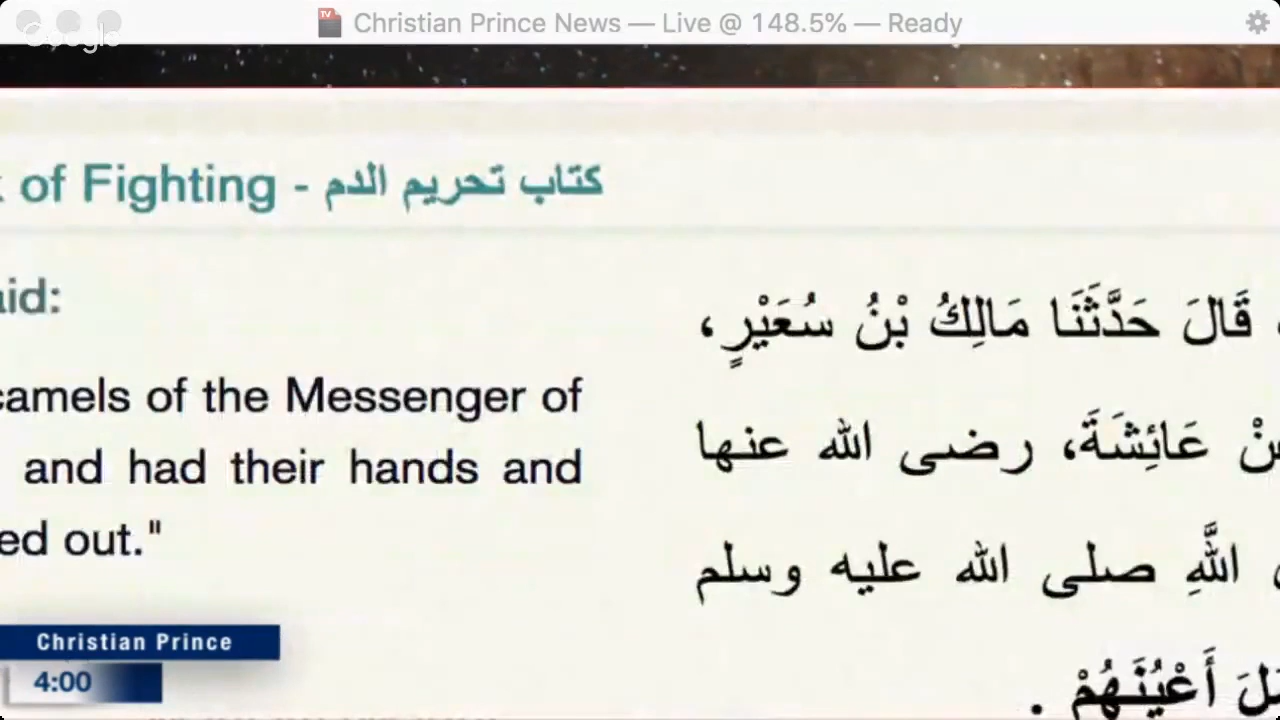 Christian Prince News — Live @ 148.5% — Ready
Google
of Fighting - كتاب تحريم الدم
aid:
camels of the Messenger of
and had their hands and
ed out."
قَالَ حَدَّثَنَا مَالِكُ بْنُ سُعَيْرٍ،
عَائِشَةَ، رضى الله عنها
اللَّهِ صلى الله عليه وسلم
أَعْيُنَهُمْ .
Christian Prince
4:00